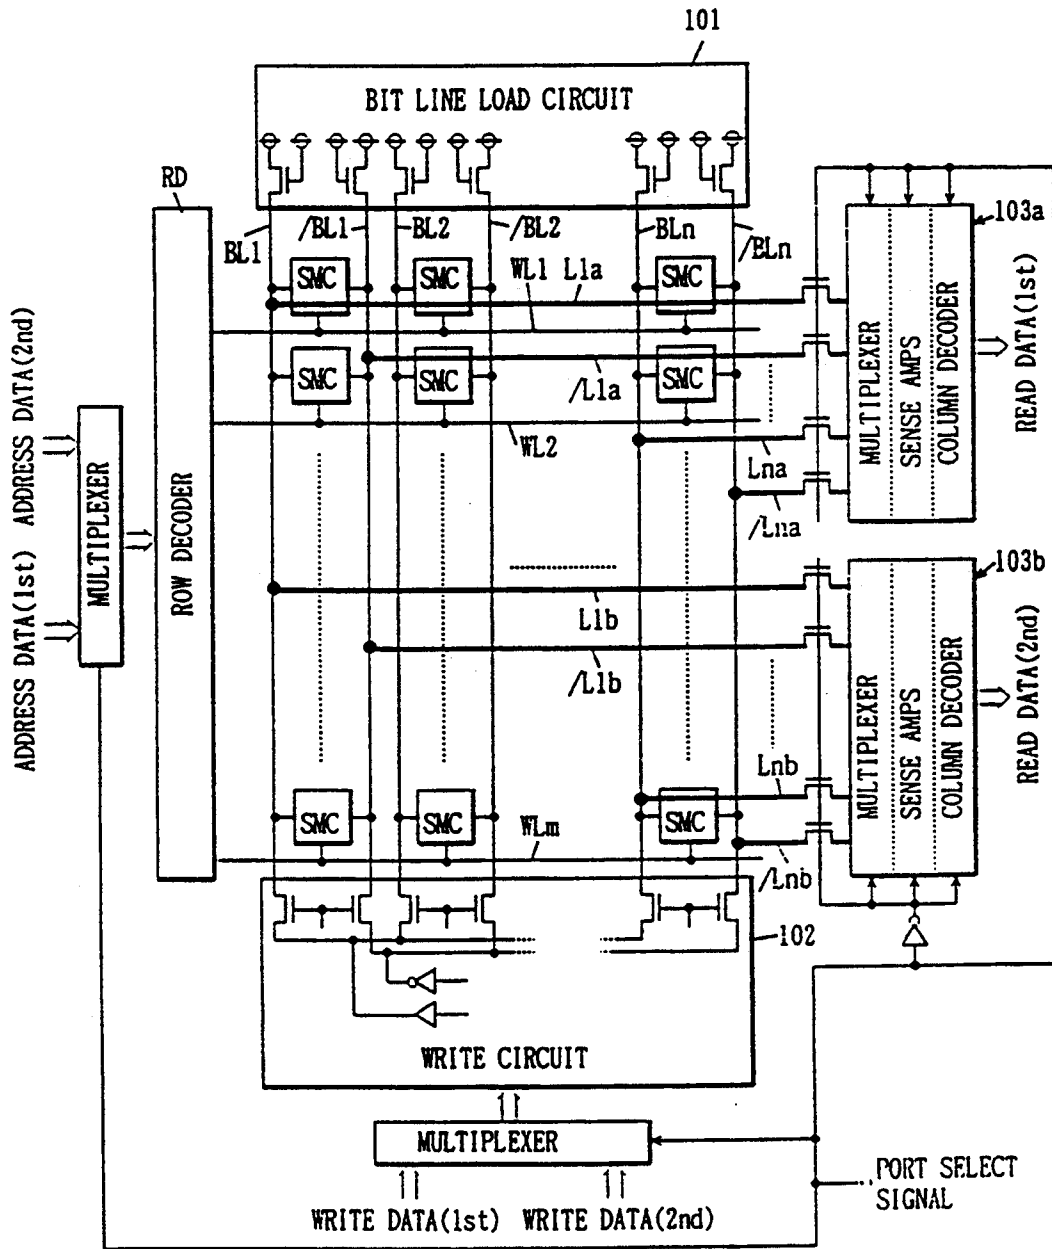 101
BIT LINE LOAD CIRCUIT
RD
103a
BL1
/BL1
BL2
/BL2
BLn
/BLn
SMC
SMC
SMC
WL1
L1a
SMC
SMC
SMC
/L1a
WL2
Lna
/Lna
MULTIPLEXER
SENSE AMPS
COLUMN DECODER
READ DATA(1st)
ADDRESS DATA(2nd)
ADDRESS DATA(1st)
MULTIPLEXER
ROW DECODER
103b
L1b
/L1b
MULTIPLEXER
SENSE AMPS
COLUMN DECODER
READ DATA(2nd)
Lnb
SMC
SMC
SMC
WLm
/Lnb
102
WRITE CIRCUIT
MULTIPLEXER
PORT SELECT
SIGNAL
WRITE DATA(1st)
WRITE DATA(2nd)